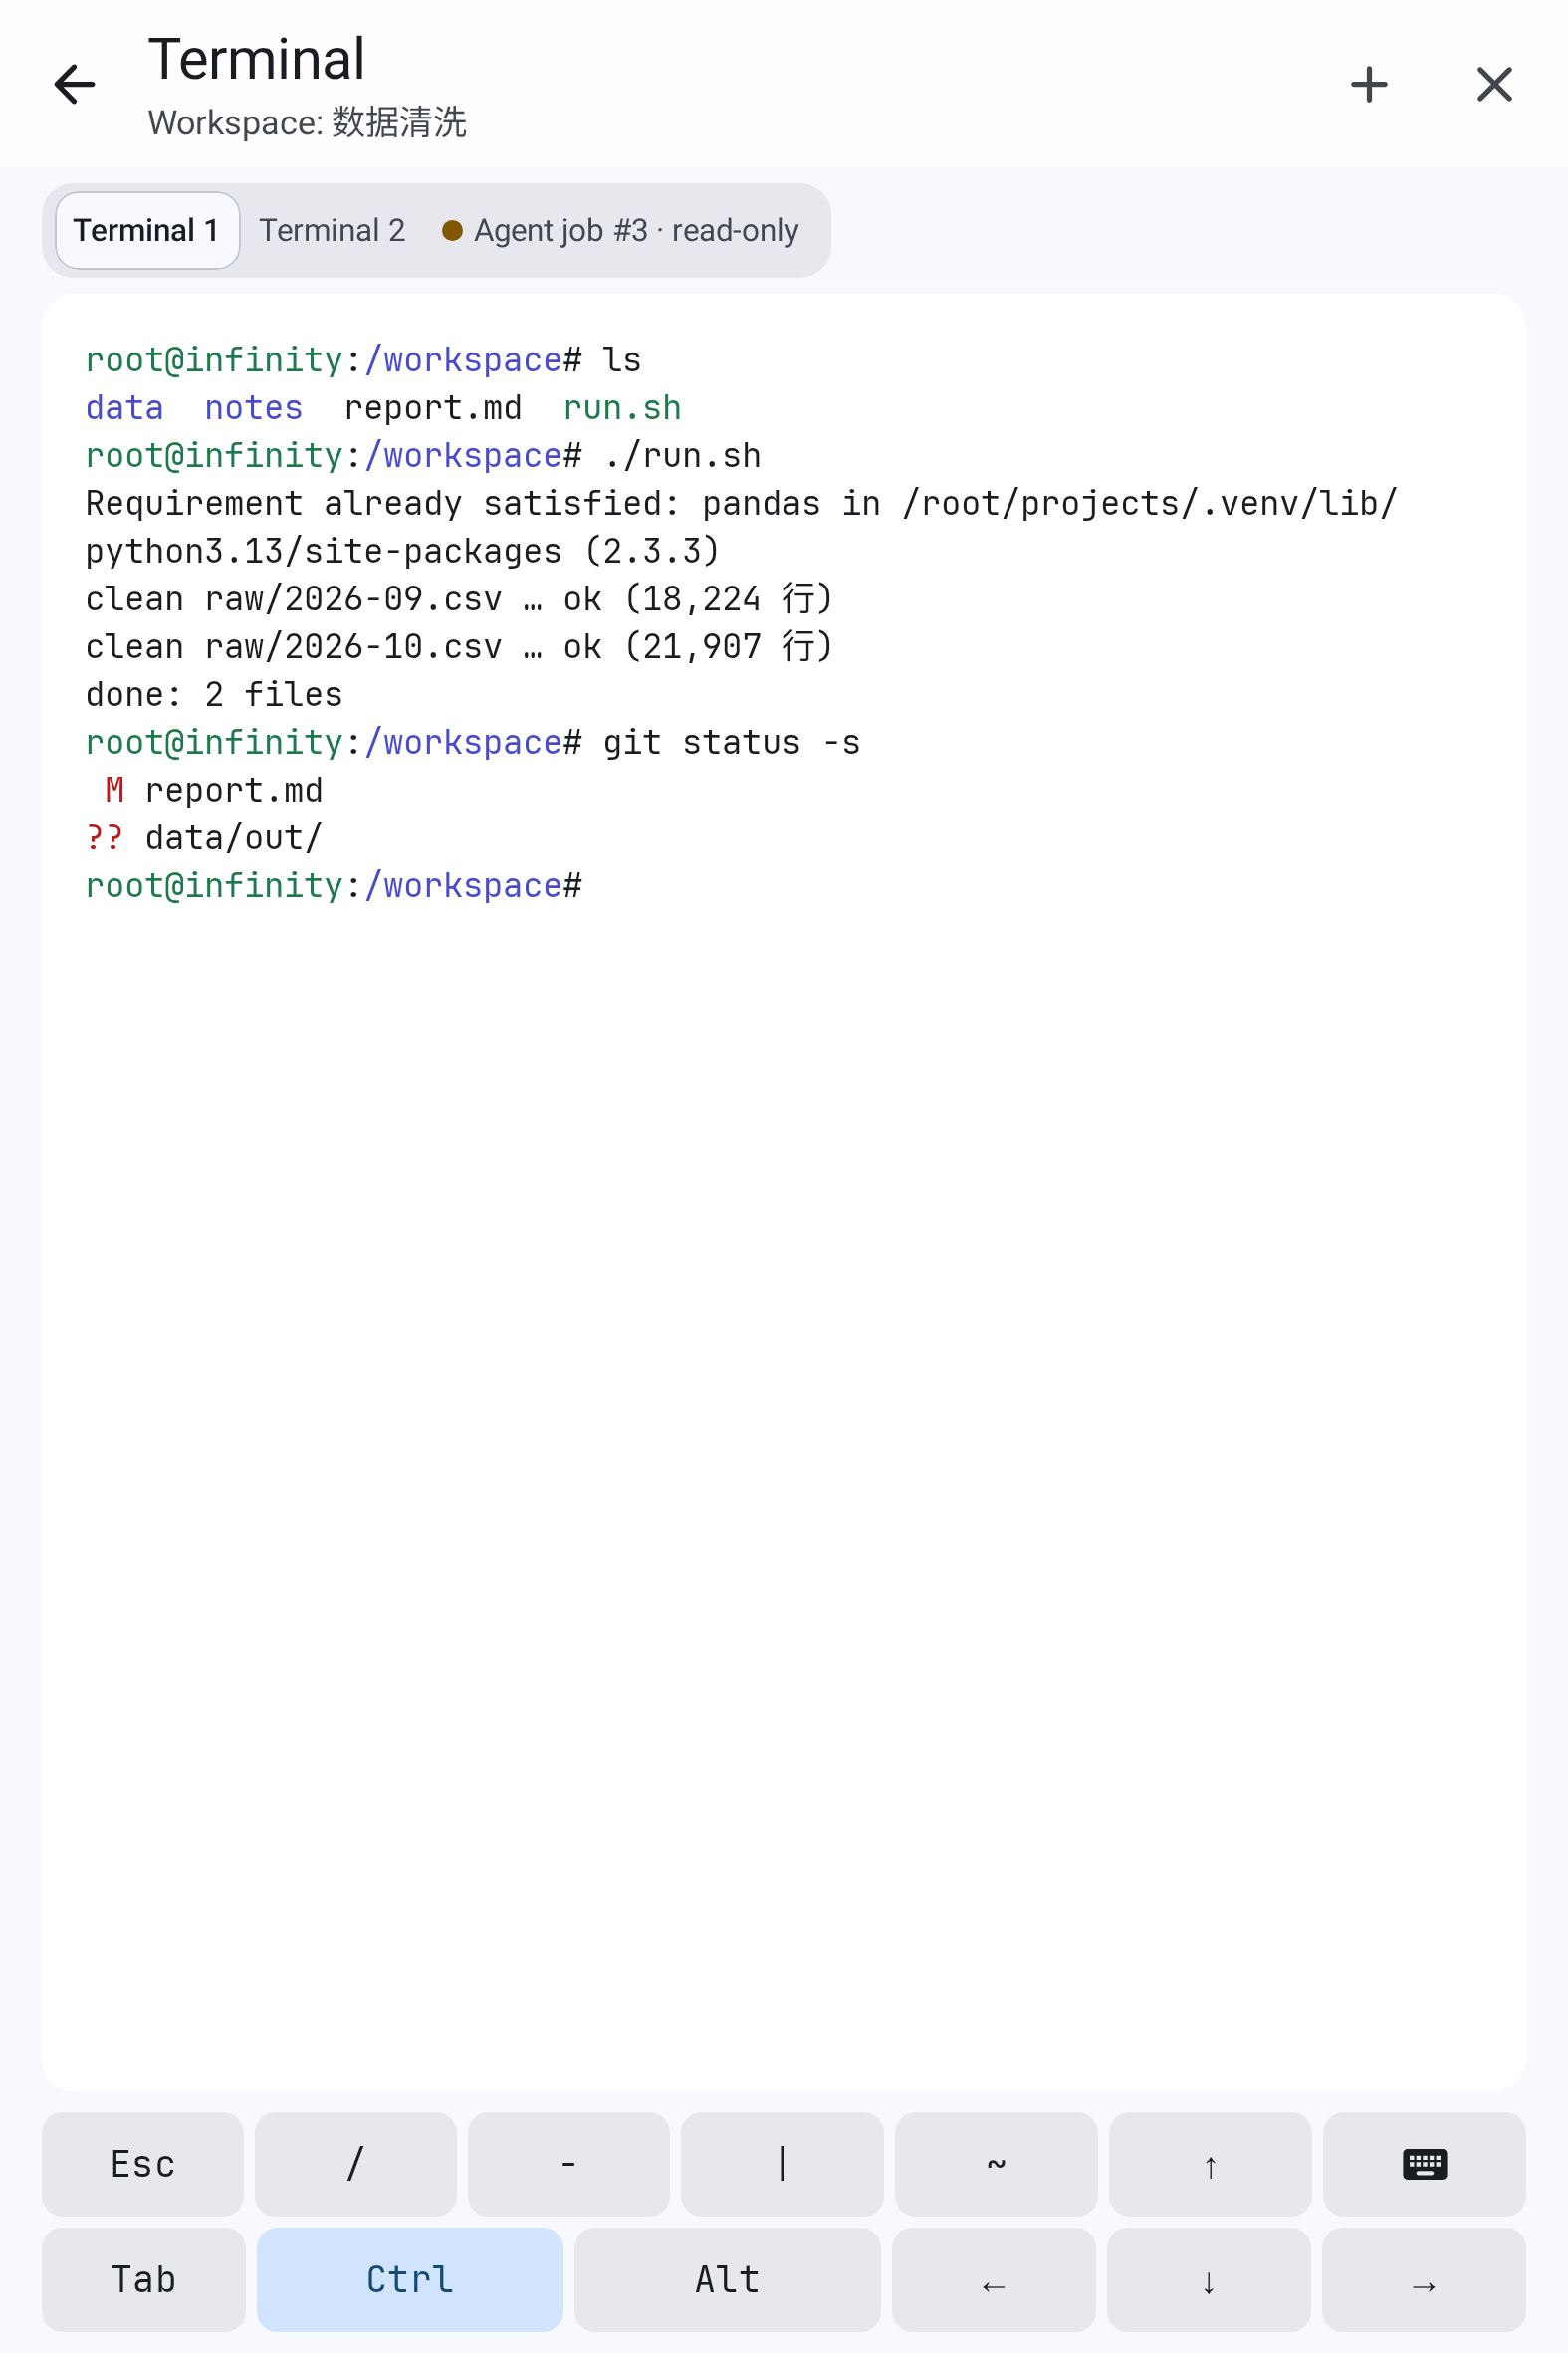 Terminal
Workspace: 数据清洗
Terminal 1 Terminal 2 Agent job #3 · read-only
root@infinity:/workspace# ls
data  notes  report.md  run.sh
root@infinity:/workspace# ./run.sh
Requirement already satisfied: pandas in /root/projects/.venv/lib/
python3.13/site-packages (2.3.3)
clean raw/2026-09.csv … ok (18,224 行)
clean raw/2026-10.csv … ok (21,907 行)
done: 2 files
root@infinity:/workspace# git status -s
 M report.md
?? data/out/
root@infinity:/workspace#
Esc / - | ~ ↑
Tab Ctrl Alt ← ↓ →